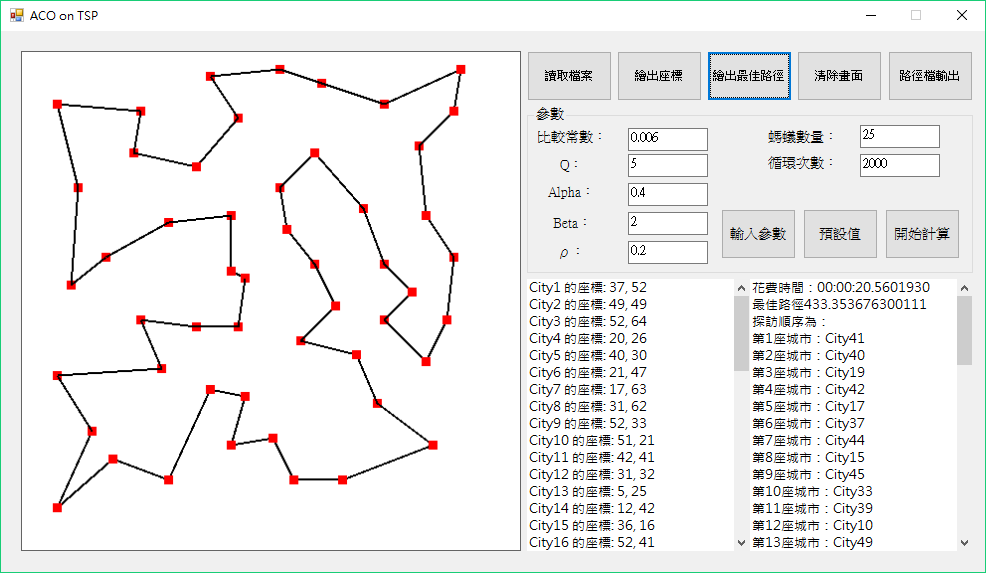 ACO on TSP
讀取檔案
繪出座標
繪出最佳路徑
清除畫面
路徑檔輸出
參數
比較常數：
0.006
螞蟻數量：
25
Q：
5
循環次數：
2000
Alpha：
0.4
Beta：
2
ρ：
0.2
輸入參數
預設值
開始計算
City1 的座標: 37, 52
City2 的座標: 49, 49
City3 的座標: 52, 64
City4 的座標: 20, 26
City5 的座標: 40, 30
City6 的座標: 21, 47
City7 的座標: 17, 63
City8 的座標: 31, 62
City9 的座標: 52, 33
City10 的座標: 51, 21
City11 的座標: 42, 41
City12 的座標: 31, 32
City13 的座標: 5, 25
City14 的座標: 12, 42
City15 的座標: 36, 16
City16 的座標: 52, 41
花費時間：00:00:20.5601930
最佳路徑433.353676300111
探訪順序為：
第1座城市：City41
第2座城市：City40
第3座城市：City19
第4座城市：City42
第5座城市：City17
第6座城市：City37
第7座城市：City44
第8座城市：City15
第9座城市：City45
第10座城市：City33
第11座城市：City39
第12座城市：City10
第13座城市：City49